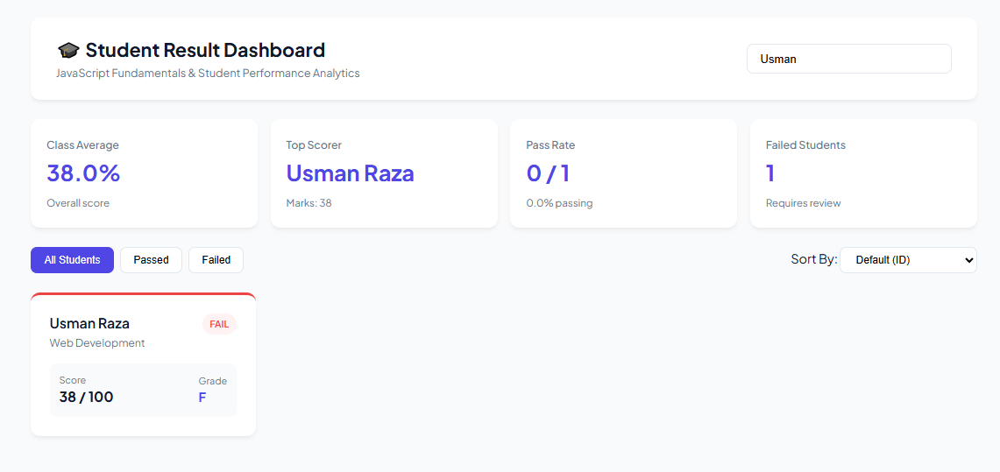 🎓 Student Result Dashboard
JavaScript Fundamentals & Student Performance Analytics
Usman
Class Average
38.0%
Overall score
Top Scorer
Usman Raza
Marks: 38
Pass Rate
0 / 1
0.0% passing
Failed Students
1
Requires review
All Students Passed Failed Sort By: Default (ID)
Usman Raza FAIL
Web Development
Score Grade
38 / 100 F